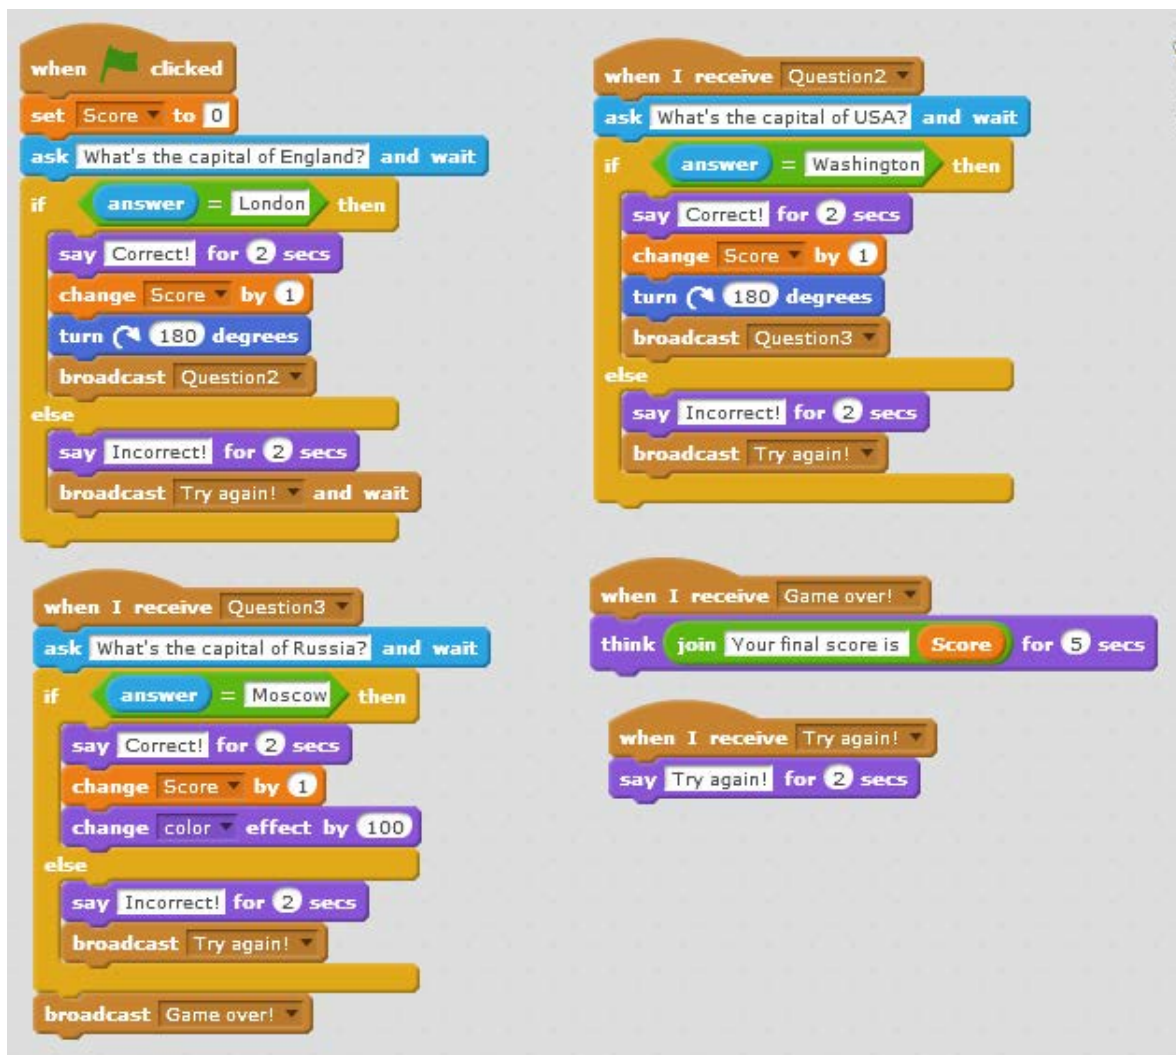 when clicked
set Score to 0
ask What's the capital of England? and wait
if answer = London then
say Correct! for 2 secs
change Score by 1
turn 180 degrees
broadcast Question2
else
say Incorrect! for 2 secs
broadcast Try again! and wait
when I receive Question2
ask What's the capital of USA? and wait
if answer = Washington then
say Correct! for 2 secs
change Score by 1
turn 180 degrees
broadcast Question3
else
say Incorrect! for 2 secs
broadcast Try again!
when I receive Question3
ask What's the capital of Russia? and wait
if answer = Moscow then
say Correct! for 2 secs
change Score by 1
change color effect by 100
else
say Incorrect! for 2 secs
broadcast Try again!
broadcast Game over!
when I receive Game over!
think join Your final score is Score for 5 secs
when I receive Try again!
say Try again! for 2 secs